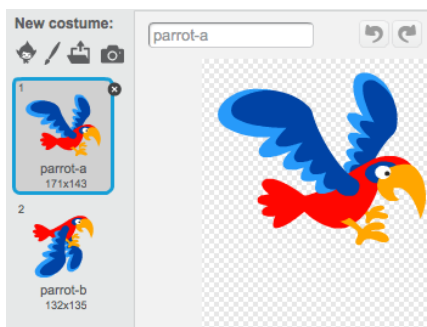 New costume:
parrot-a
1
parrot-a
171x143
2
parrot-b
132x135